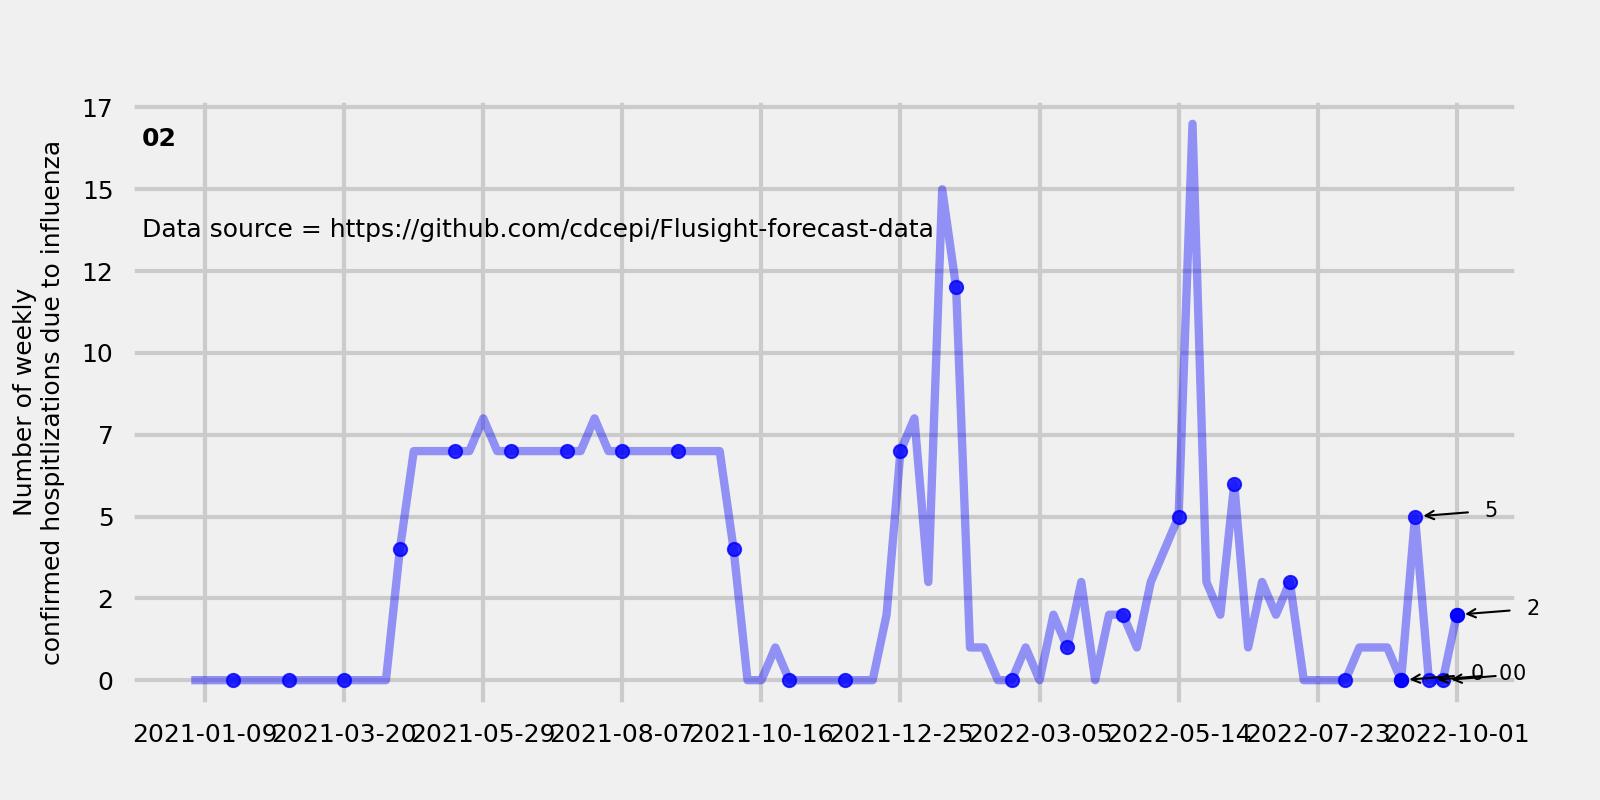 17
02
15
Data source = https://github.com/cdcepi/Flusight-forecast-data
12
10
7
5
2
0
Number of weekly
confirmed hospitilizations due to influenza
5
2
0 0 0
2021-01-09 2021-03-20 2021-05-29 2021-08-07 2021-10-16 2021-12-25 2022-03-05 2022-05-14 2022-07-23 2022-10-01